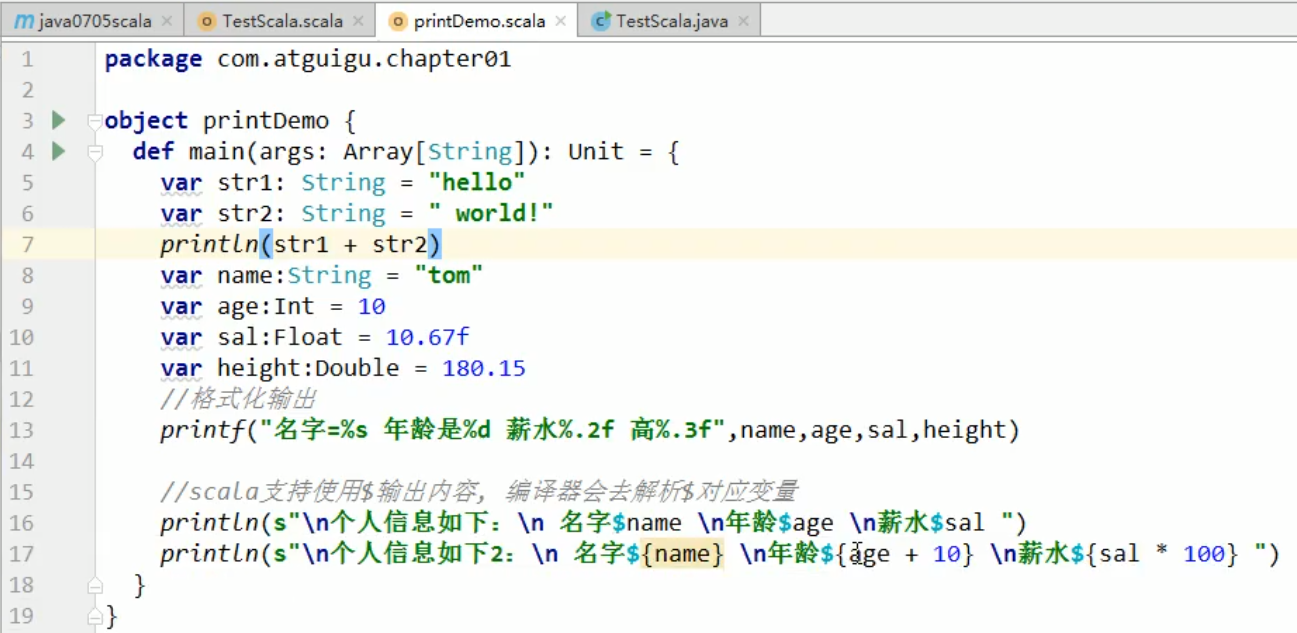 java0705scala TestScala.scala printDemo.scala TestScala.java
1 package com.atguigu.chapter01
2
3 object printDemo {
4 def main(args: Array[String]): Unit = {
5 var str1: String = "hello"
6 var str2: String = " world!"
7 println(str1 + str2)
8 var name:String = "tom"
9 var age:Int = 10
10 var sal:Float = 10.67f
11 var height:Double = 180.15
12 //格式化输出
13 printf("名字=%s 年龄是%d 薪水%.2f 高%.3f",name,age,sal,height)
14
15 //scala支持使用$输出内容, 编译器会去解析$对应变量
16 println(s"\n个人信息如下：\n 名字$name \n年龄$age \n薪水$sal ")
17 println(s"\n个人信息如下2：\n 名字${name} \n年龄${age + 10} \n薪水${sal * 100} ")
18 }
19 }